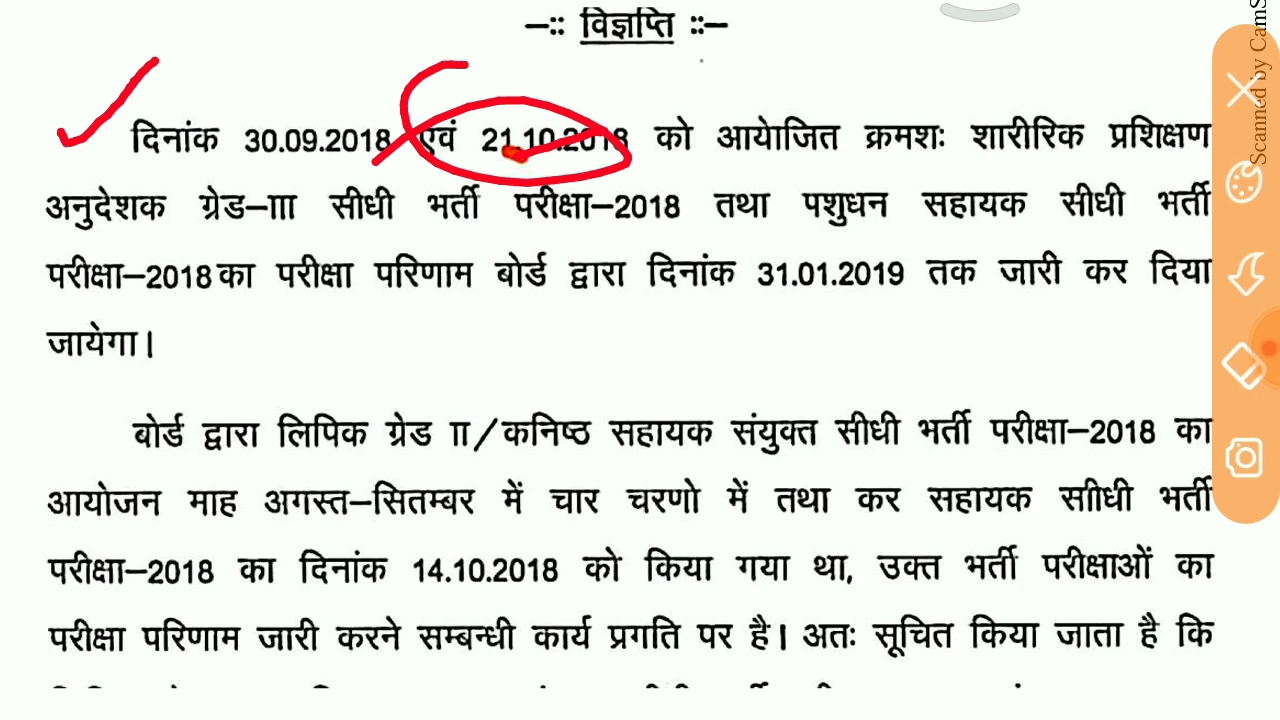 —:: विज्ञप्ति ::—
दिनांक 30.09.2018 एवं 21.10.2018 को आयेाजित क्रमशः शारीरिक प्रशिक्षण
अनुदेशक ग्रेड—III सीधी भर्ती परीक्षा—2018 तथा पशुधन सहायक सीधी भर्ती
परीक्षा—2018 का परीक्षा परिणाम बोर्ड द्वारा दिनांक 31.01.2019 तक जारी कर दिया
जायेगा।
बोर्ड द्वारा लिपिक ग्रेड II/कनिष्ठ सहायक संयुक्त सीधी भर्ती परीक्षा—2018 का
आयोजन माह अगस्त—सितम्बर में चार चरणो में तथा कर सहायक साीधी भर्ती
परीक्षा—2018 का दिनांक 14.10.2018 को किया गया था, उक्त भर्ती परीक्षाओं का
परीक्षा परिणाम जारी करने सम्बन्धी कार्य प्रगति पर है। अतः सूचित किया जाता है कि
Scanned by CamS